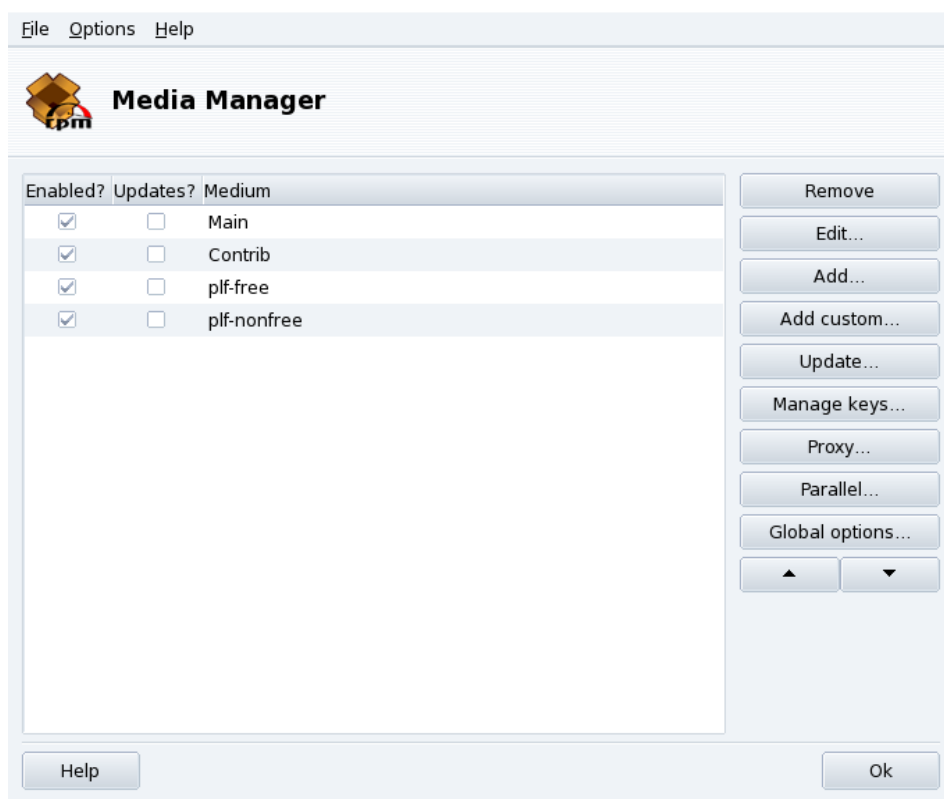 File Options Help
rpm
Media Manager
Enabled? Updates? Medium
Main
Contrib
plf-free
plf-nonfree
Remove
Edit...
Add...
Add custom...
Update...
Manage keys...
Proxy...
Parallel...
Global options...
Help
Ok